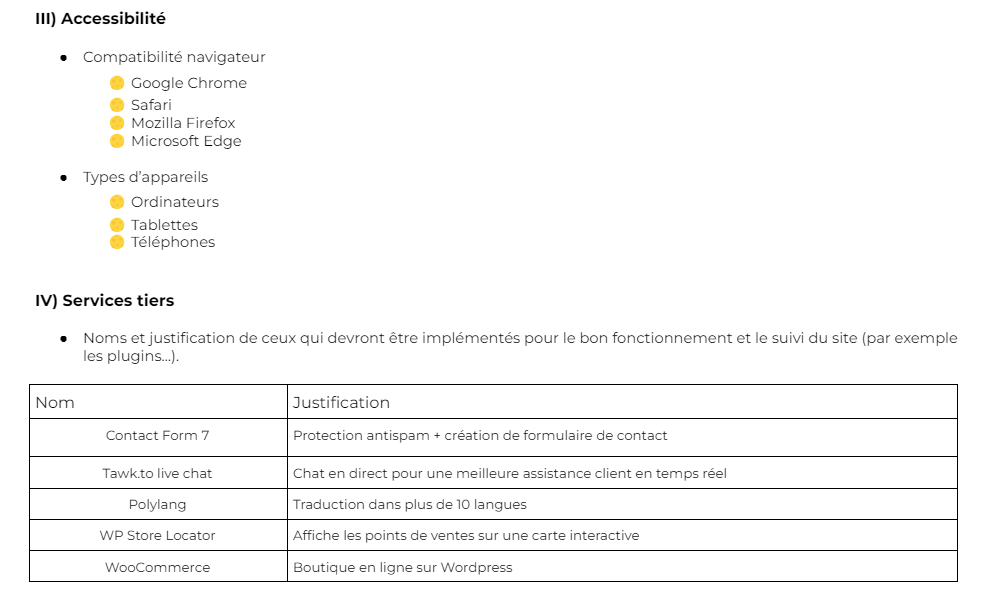 III) Accessibilité
Compatibilité navigateur
Google Chrome
Safari
Mozilla Firefox
Microsoft Edge
Types d’appareils
Ordinateurs
Tablettes
Téléphones
IV) Services tiers
Noms et justification de ceux qui devront être implémentés pour le bon fonctionnement et le suivi du site (par exemple
les plugins…).
Nom Justification
Contact Form 7 Protection antispam + création de formulaire de contact
Tawk.to live chat Chat en direct pour une meilleure assistance client en temps réel
Polylang Traduction dans plus de 10 langues
WP Store Locator Affiche les points de ventes sur une carte interactive
WooCommerce Boutique en ligne sur Wordpress